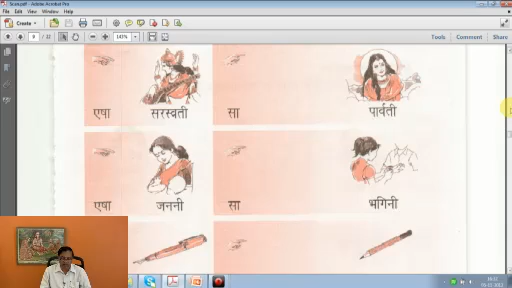 Scan.pdf - Adobe Acrobat Pro
File Edit View Window Help
Create
9 / 22
143%
Tools Comment Share
एषा सरस्वती सा पार्वती
एषा जननी सा भगिनी